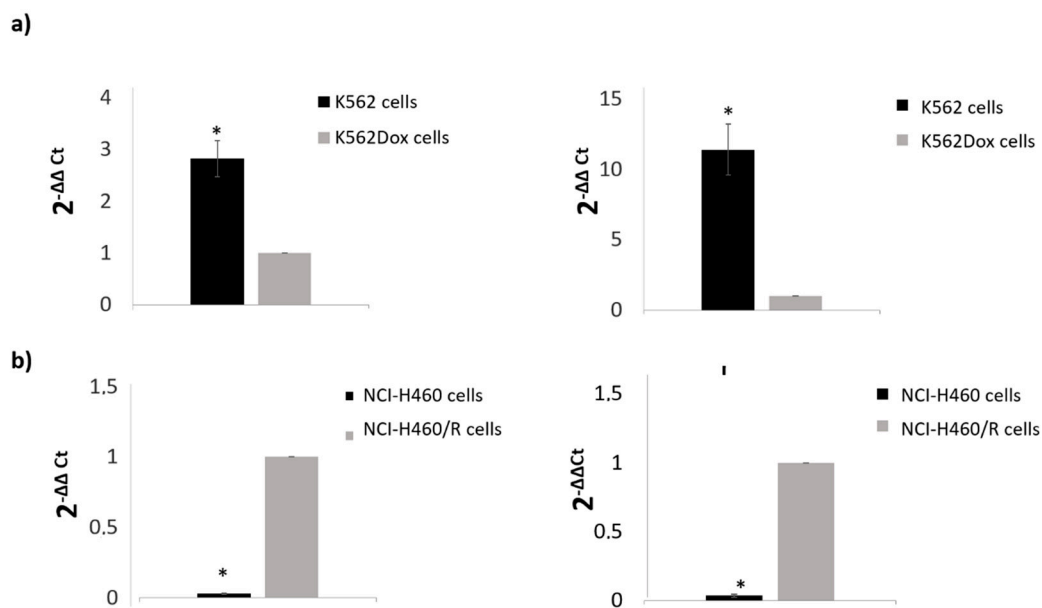 a)
4
3
2
1
0
2^-ΔΔ Ct
*
K562 cells
K562Dox cells
15
10
5
0
2^-ΔΔ Ct
*
K562 cells
K562Dox cells
b)
1.5
1
0.5
0
2^-ΔΔ Ct
*
NCI-H460 cells
NCI-H460/R cells
1.5
1
0.5
0
2^-ΔΔCt
*
NCI-H460 cells
NCI-H460/R cells